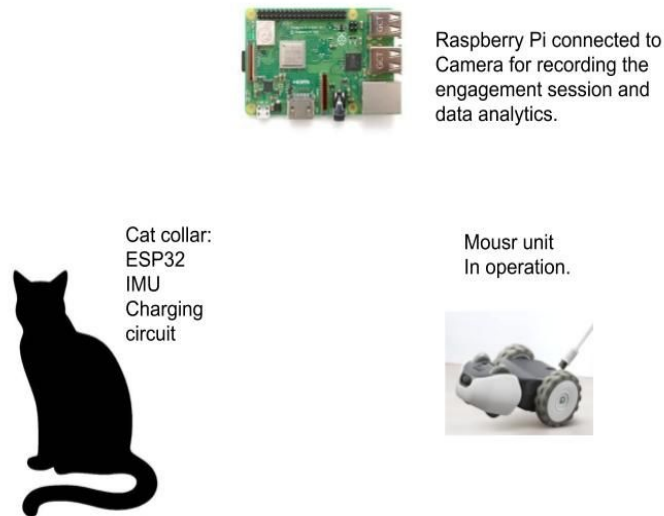 Raspberry Pi connected to
Camera for recording the
engagement session and
data analytics.
Cat collar:
ESP32
IMU
Charging
circuit
Mousr unit
In operation.